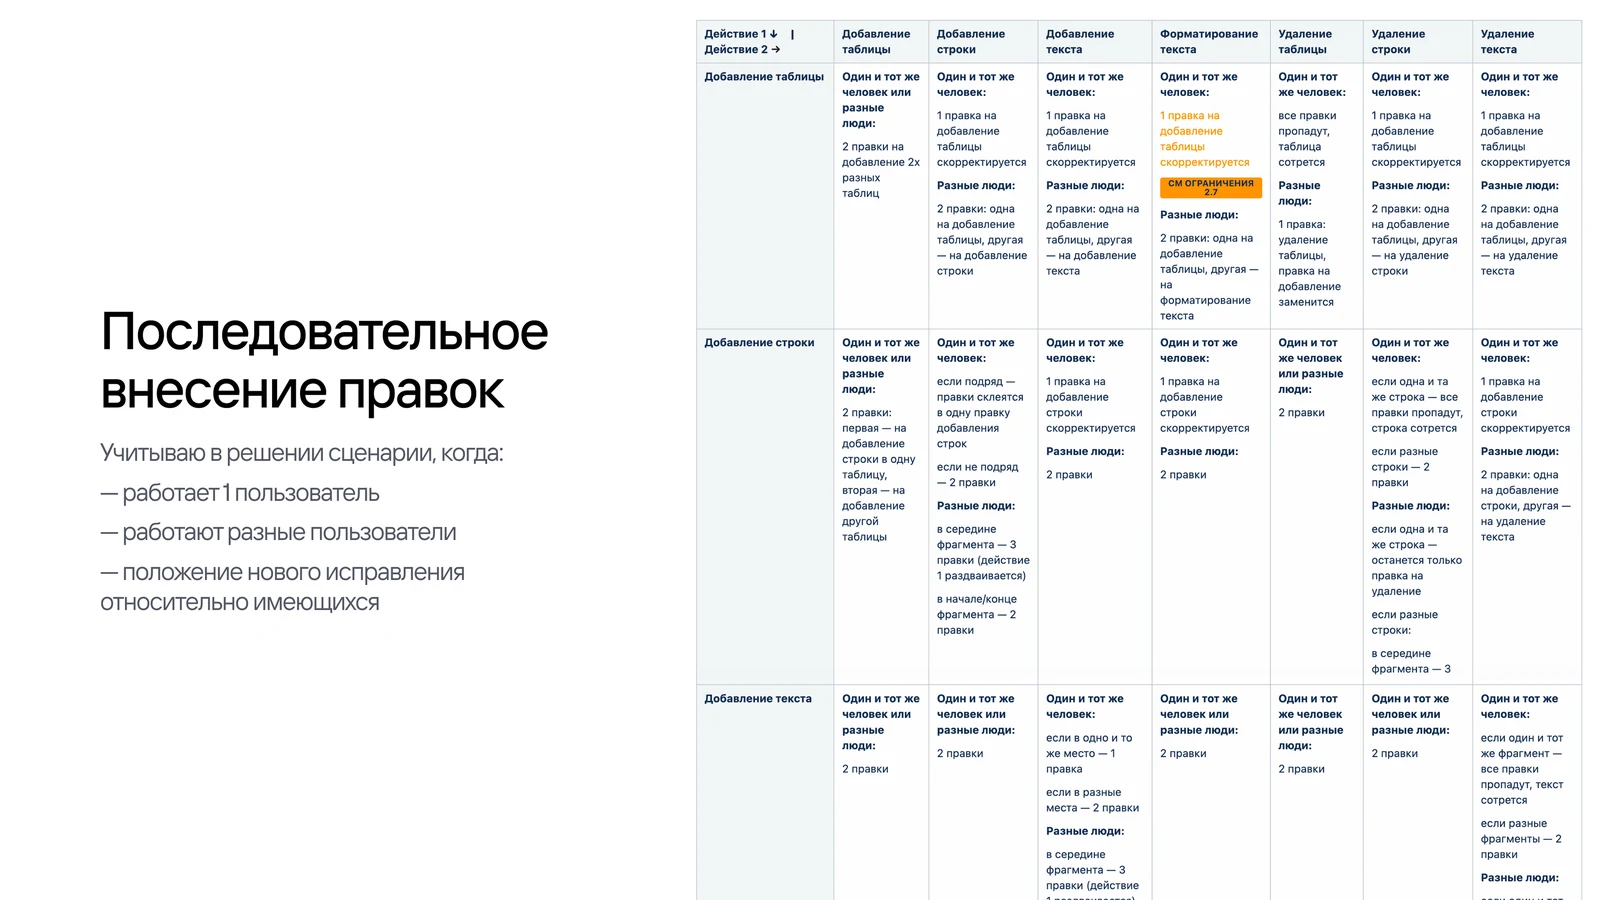 Последовательное
внесение правок
Учитываю в решении сценарии, когда:
— работает 1 пользователь
— работают разные пользователи
— положение нового исправления
относительно имеющихся
Действие 1 ↓ |
Действие 2 →
Добавление
таблицы
Добавление
строки
Добавление
текста
Форматирование
текста
Удаление
таблицы
Удаление
строки
Удаление
текста
Добавление таблицы
Один и тот же
человек или
разные
люди:
2 правки на
добавление 2х
разных
таблиц
Один и тот же
человек:
1 правка на
добавление
таблицы
скорректируется
Разные люди:
2 правки: одна
на добавление
таблицы, другая
— на добавление
строки
Один и тот же
человек:
1 правка на
добавление
таблицы
скорректируется
Разные люди:
2 правки: одна на
добавление
таблицы, другая
— на добавление
текста
Один и тот же
человек:
1 правка на
добавление
таблицы
скорректируется
СМ ОГРАНИЧЕНИЯ
2.7
Разные люди:
2 правки: одна на
добавление
таблицы, другая —
на
форматирование
текста
Один и тот
же человек:
все правки
пропадут,
таблица
сотрется
Разные
люди:
1 правка:
удаление
таблицы,
правка на
добавление
заменится
Один и тот же
человек:
1 правка на
добавление
таблицы
скорректируется
Разные люди:
2 правки: одна
на добавление
таблицы, другая
— на удаление
строки
Один и тот же
человек:
1 правка на
добавление
таблицы
скорректируется
Разные люди:
2 правки: одна
на добавление
таблицы, другая
— на удаление
текста
Добавление строки
Один и тот же
человек или
разные
люди:
2 правки:
первая — на
добавление
строки в одну
таблицу,
вторая — на
добавление
другой
таблицы
Один и тот же
человек:
если подряд —
правки склеятся
в одну правку
добавления
строк
если не подряд
— 2 правки
Разные люди:
в середине
фрагмента — 3
правки (действие
1 раздваивается)
в начале/конце
фрагмента — 2
правки
Один и тот же
человек:
1 правка на
добавление
строки
скорректируется
Разные люди:
2 правки
Один и тот же
человек:
1 правка на
добавление
строки
скорректируется
Разные люди:
2 правки
Один и тот
же человек
или разные
люди:
2 правки
Один и тот же
человек:
если одна и та
же строка — все
правки пропадут,
строка сотрется
если разные
строки — 2
правки
Разные люди:
если одна и та
же строка —
останется только
правка на
удаление
если разные
строки:
в середине
фрагмента — 3
Один и тот же
человек:
1 правка на
добавление
строки
скорректируется
Разные люди:
2 правки: одна
на добавление
строки, другая —
на удаление
текста
Добавление текста
Один и тот же
человек или
разные
люди:
2 правки
Один и тот же
человек или
разные люди:
2 правки
Один и тот же
человек:
если в одно и то
же место — 1
правка
если в разные
места — 2 правки
Разные люди:
в середине
фрагмента — 3
правки (действие
Один и тот же
человек или
разные люди:
2 правки
Один и тот
же человек
или разные
люди:
2 правки
Один и тот же
человек или
разные люди:
2 правки
Один и тот же
человек:
если один и тот
же фрагмент —
все правки
пропадут, текст
сотрется
если разные
фрагменты — 2
правки
Разные люди: